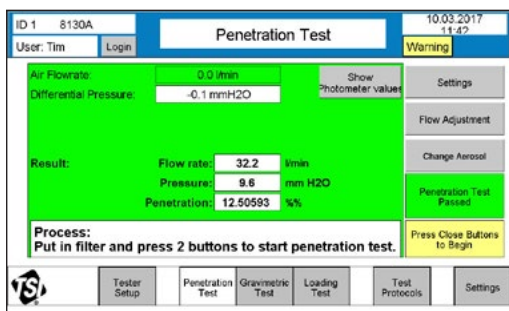 ID 1 8130A
User: Tim
Login
Penetration Test
10.03.2017
11:42
Warning
Air Flowrate:
0.0 l/min
Differential Pressure:
-0.1 mmH2O
Show
Photometer values
Settings
Flow Adjustment
Change Aerosol
Result:
Flow rate: 32.2 l/min
Pressure: 9.6 mm H2O
Penetration: 12.50593 %%
Penetration Test
Passed
Process:
Put in filter and press 2 buttons to start penetration test.
Press Close Buttons
to Begin
TSI
Tester
Setup
Penetration
Test
Gravimetric
Test
Loading
Test
Test
Protocols
Settings